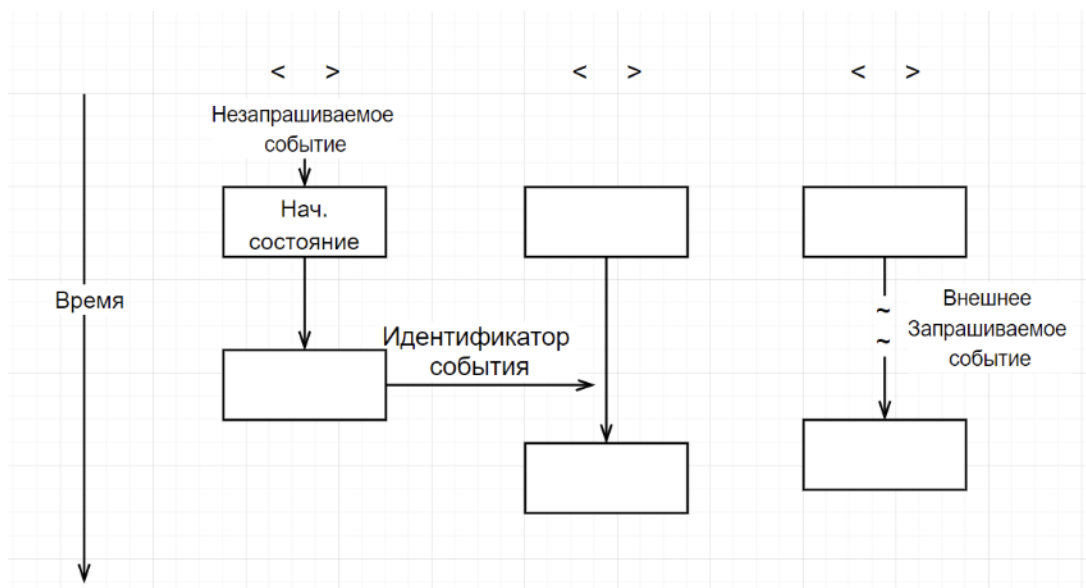 < > < > < >
Незапрашиваемое
событие
Нач.
состояние
Время
Внешнее
Запрашиваемое
событие
Идентификатор
события
~
~